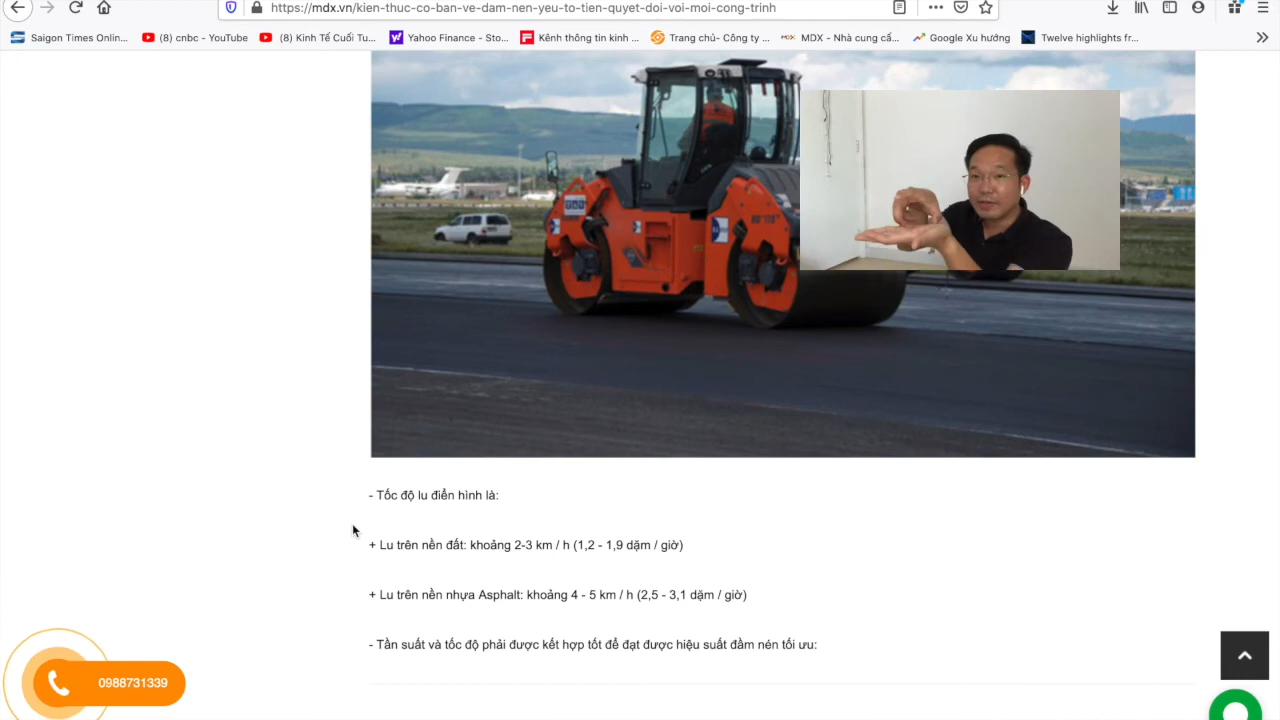 https://mdx.vn/kien-thuc-co-ban-ve-dam-nen-yeu-to-tien-quyet-doi-voi-moi-cong-trinh
Saigon Times Onlin... (8) cnbc - YouTube (8) Kinh Tế Cuối Tu... Yahoo Finance - Sto... Kênh thông tin kinh ... Trang chủ- Công ty ... MDX - Nhà cung cấ... Google Xu hướng Twelve highlights fr...
- Tốc độ lu điển hình là:
+ Lu trên nền đất: khoảng 2-3 km / h (1,2 - 1,9 dặm / giờ)
+ Lu trên nền nhựa Asphalt: khoảng 4 - 5 km / h (2,5 - 3,1 dặm / giờ)
- Tần suất và tốc độ phải được kết hợp tốt để đạt được hiệu suất đầm nén tối ưu:
0988731339